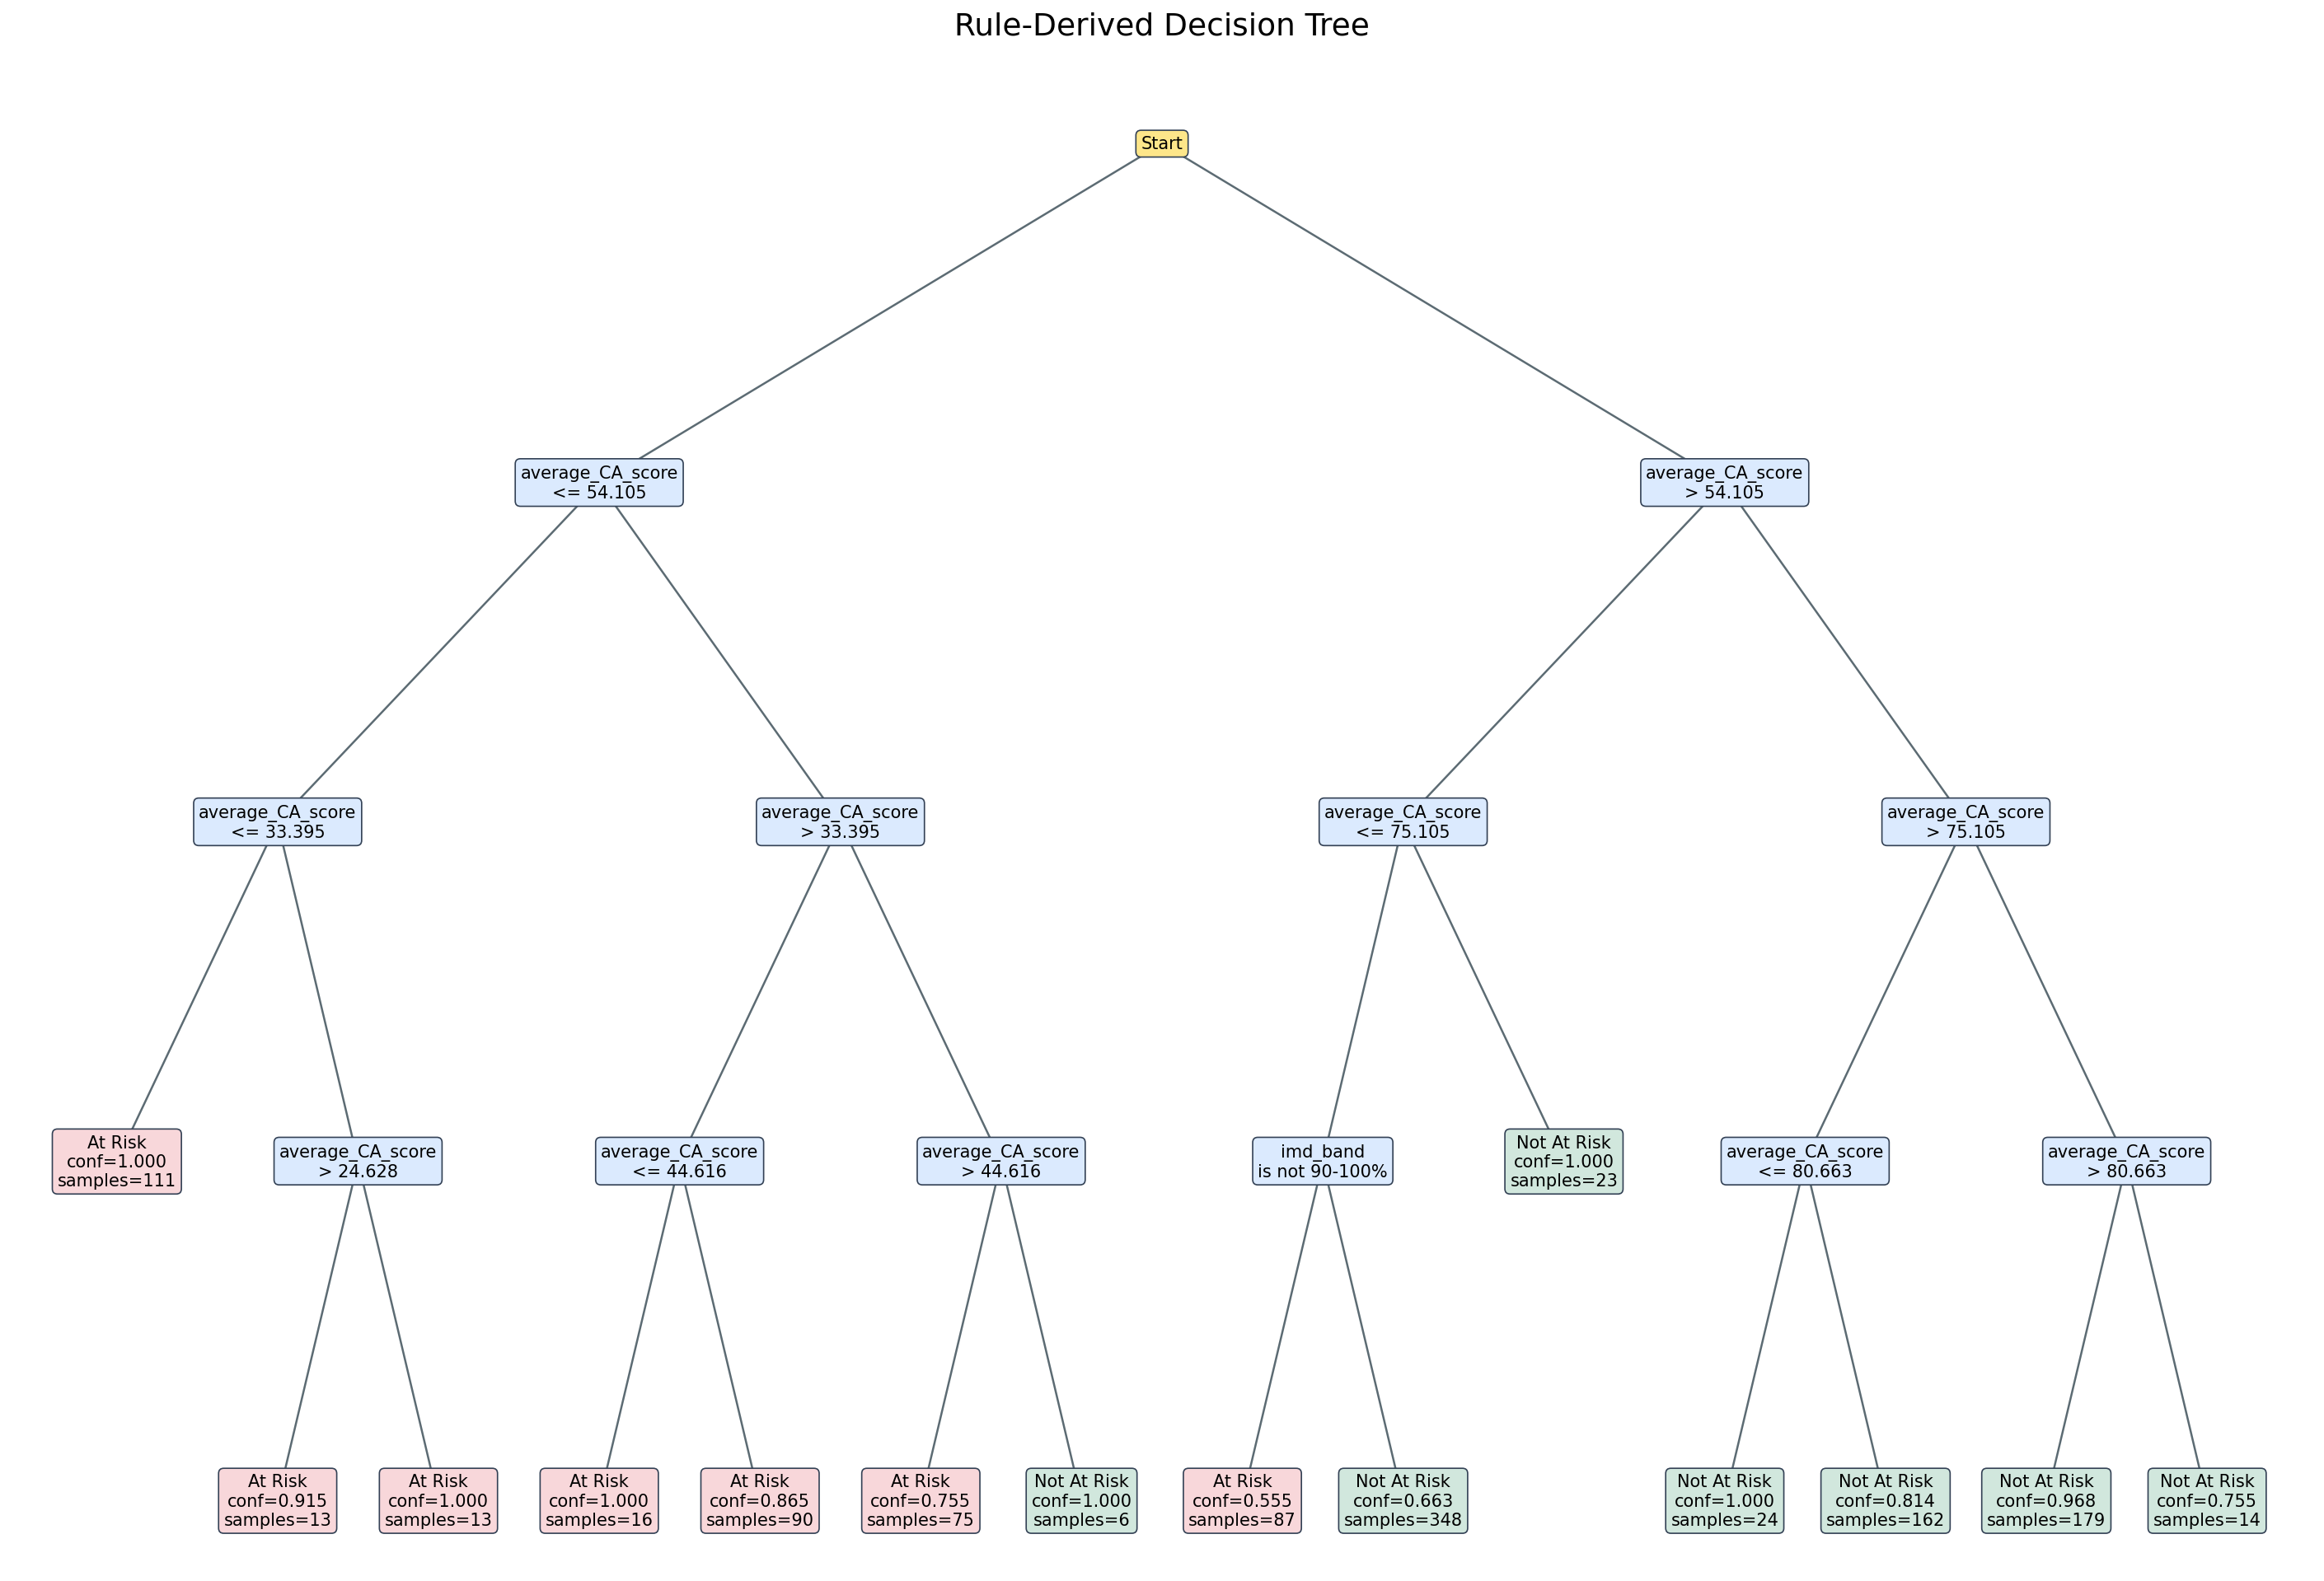 Rule-Derived Decision Tree
Start
average_CA_score
<= 54.105
average_CA_score
> 54.105
average_CA_score
<= 33.395
average_CA_score
> 33.395
average_CA_score
<= 75.105
average_CA_score
> 75.105
At Risk
conf=1.000
samples=111
average_CA_score
> 24.628
average_CA_score
<= 44.616
average_CA_score
> 44.616
imd_band
is not 90-100%
Not At Risk
conf=1.000
samples=23
average_CA_score
<= 80.663
average_CA_score
> 80.663
At Risk
conf=0.915
samples=13
At Risk
conf=1.000
samples=13
At Risk
conf=1.000
samples=16
At Risk
conf=0.865
samples=90
At Risk
conf=0.755
samples=75
Not At Risk
conf=1.000
samples=6
At Risk
conf=0.555
samples=87
Not At Risk
conf=0.663
samples=348
Not At Risk
conf=1.000
samples=24
Not At Risk
conf=0.814
samples=162
Not At Risk
conf=0.968
samples=179
Not At Risk
conf=0.755
samples=14